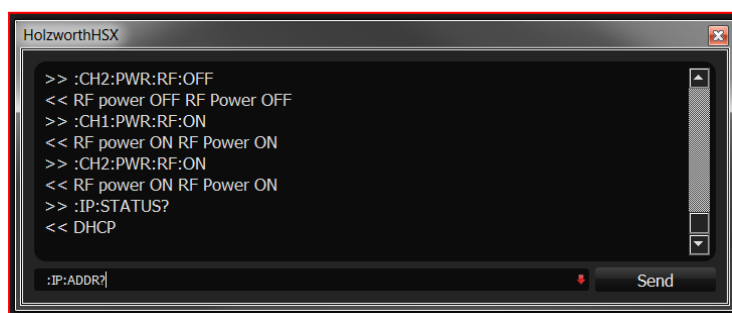 HolzworthHSX
>> :CH2:PWR:RF:OFF
<< RF power OFF RF Power OFF
>> :CH1:PWR:RF:ON
<< RF power ON RF Power ON
>> :CH2:PWR:RF:ON
<< RF power ON RF Power ON
>> :IP:STATUS?
<< DHCP
:IP:ADDR? Send